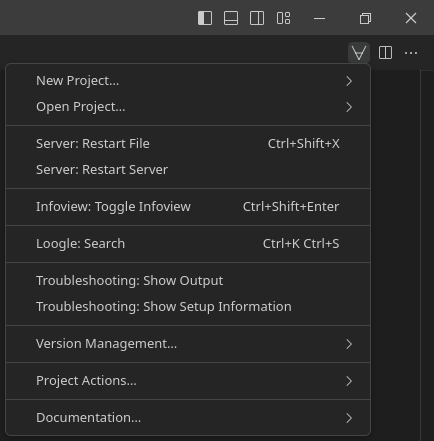 New Project...
Open Project...
Server: Restart File Ctrl+Shift+X
Server: Restart Server
Infoview: Toggle Infoview Ctrl+Shift+Enter
Loogle: Search Ctrl+K Ctrl+S
Troubleshooting: Show Output
Troubleshooting: Show Setup Information
Version Management...
Project Actions...
Documentation...